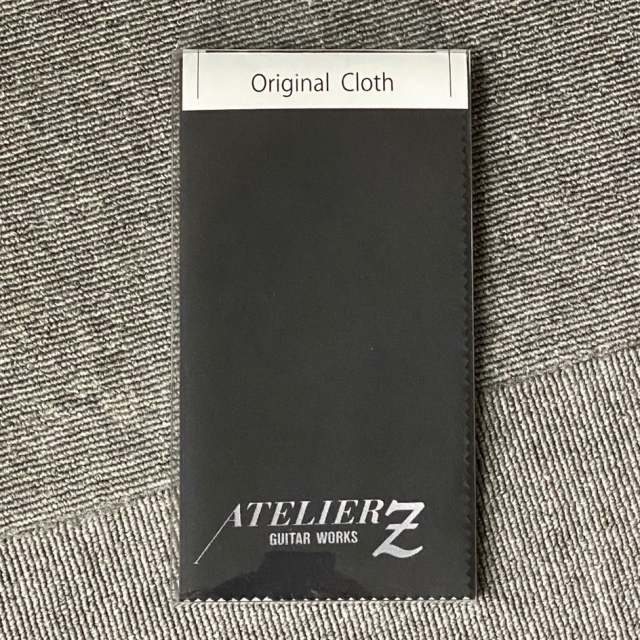 Original Cloth
ATELIER Z
GUITAR WORKS